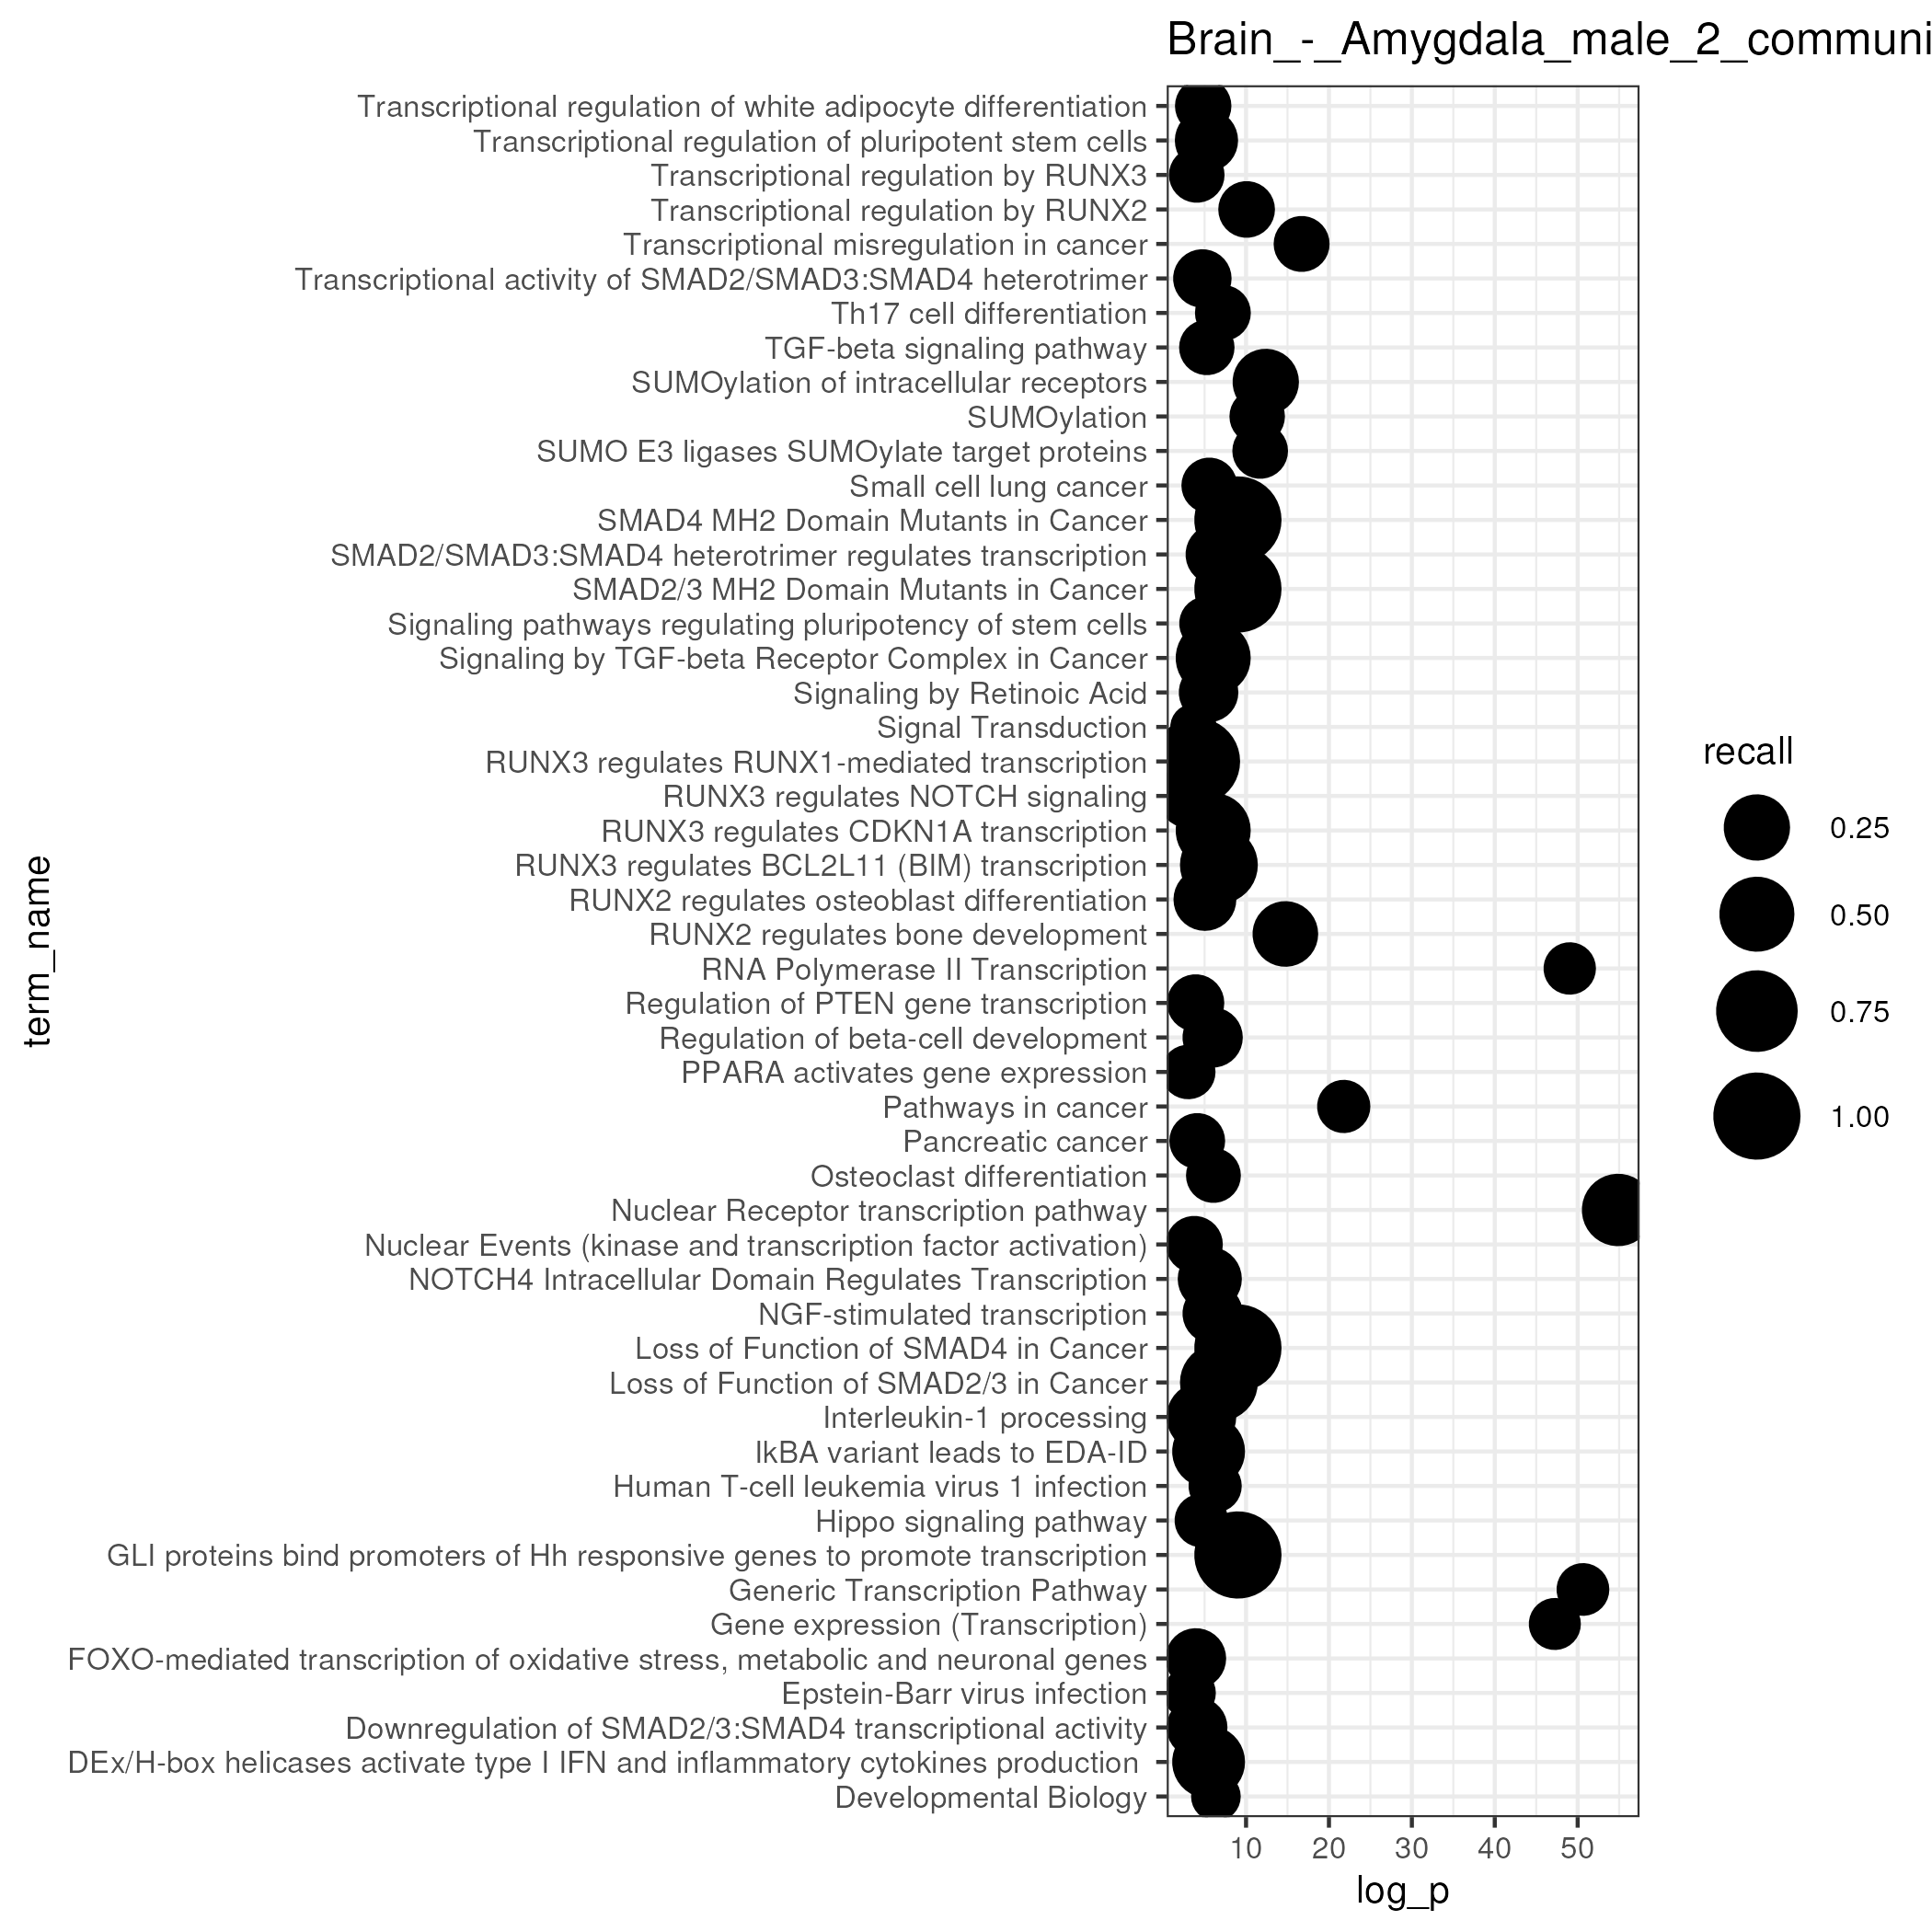 Brain_-_Amygdala_male_2_communi
Transcriptional regulation of white adipocyte differentiation
Transcriptional regulation of pluripotent stem cells
Transcriptional regulation by RUNX3
Transcriptional regulation by RUNX2
Transcriptional misregulation in cancer
Transcriptional activity of SMAD2/SMAD3:SMAD4 heterotrimer
Th17 cell differentiation
TGF-beta signaling pathway
SUMOylation of intracellular receptors
SUMOylation
SUMO E3 ligases SUMOylate target proteins
Small cell lung cancer
SMAD4 MH2 Domain Mutants in Cancer
SMAD2/SMAD3:SMAD4 heterotrimer regulates transcription
SMAD2/3 MH2 Domain Mutants in Cancer
Signaling pathways regulating pluripotency of stem cells
Signaling by TGF-beta Receptor Complex in Cancer
Signaling by Retinoic Acid
Signal Transduction
RUNX3 regulates RUNX1-mediated transcription
RUNX3 regulates NOTCH signaling
RUNX3 regulates CDKN1A transcription
RUNX3 regulates BCL2L11 (BIM) transcription
RUNX2 regulates osteoblast differentiation
RUNX2 regulates bone development
RNA Polymerase II Transcription
Regulation of PTEN gene transcription
Regulation of beta-cell development
PPARA activates gene expression
Pathways in cancer
Pancreatic cancer
Osteoclast differentiation
Nuclear Receptor transcription pathway
Nuclear Events (kinase and transcription factor activation)
NOTCH4 Intracellular Domain Regulates Transcription
NGF-stimulated transcription
Loss of Function of SMAD4 in Cancer
Loss of Function of SMAD2/3 in Cancer
Interleukin-1 processing
IkBA variant leads to EDA-ID
Human T-cell leukemia virus 1 infection
Hippo signaling pathway
GLI proteins bind promoters of Hh responsive genes to promote transcription
Generic Transcription Pathway
Gene expression (Transcription)
FOXO-mediated transcription of oxidative stress, metabolic and neuronal genes
Epstein-Barr virus infection
Downregulation of SMAD2/3:SMAD4 transcriptional activity
DEx/H-box helicases activate type I IFN and inflammatory cytokines production
Developmental Biology
term_name
10 20 30 40 50
log_p
recall
0.25
0.50
0.75
1.00